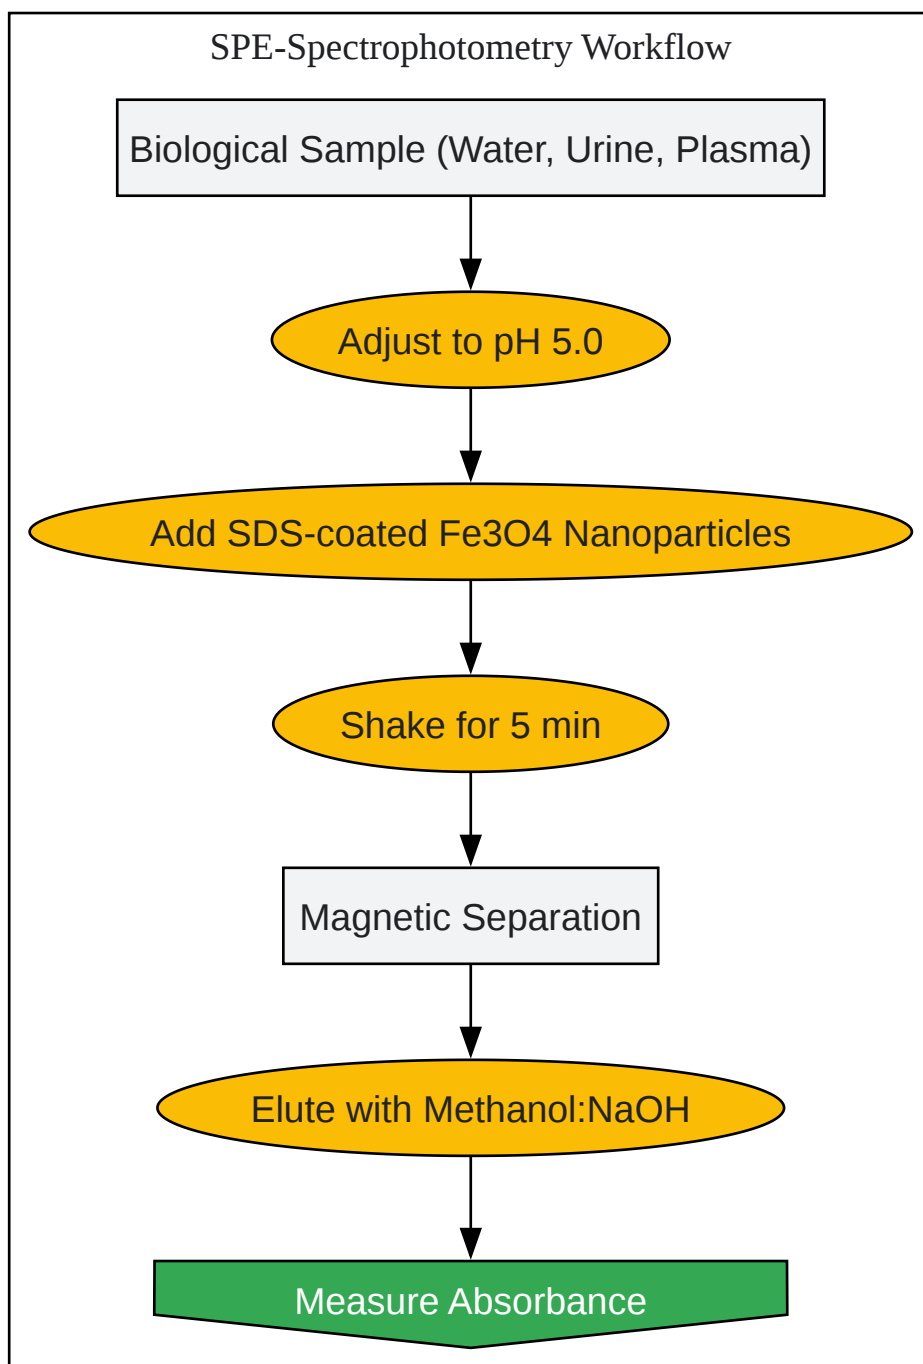 SPE-Spectrophotometry Workflow
Biological Sample (Water, Urine, Plasma)
Adjust to pH 5.0
Add SDS-coated Fe3O4 Nanoparticles
Shake for 5 min
Magnetic Separation
Elute with Methanol:NaOH
Measure Absorbance